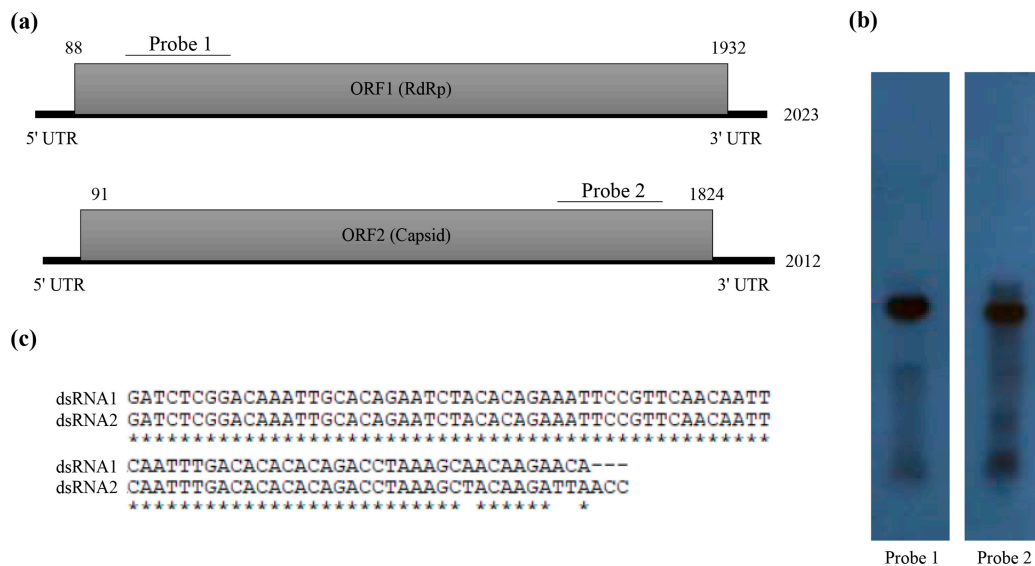 (a)
88
Probe 1
1932
ORF1 (RdRp)
2023
5' UTR
3' UTR
91
Probe 2
1824
ORF2 (Capsid)
2012
5' UTR
3' UTR
(b)
Probe 1
Probe 2
(c)
dsRNA1 GATCTCGGACAAATTGCACAGAATCTACACAGAAATTCCGTTCAACAATT
dsRNA2 GATCTCGGACAAATTGCACAGAATCTACACAGAAATTCCGTTCAACAATT
**************************************************
dsRNA1 CAATTTGACACACACAGACCTAAAGCAACAAGAACA---
dsRNA2 CAATTTGACACACACAGACCTAAAGCTACAAGATTAACC
************************** ****** *